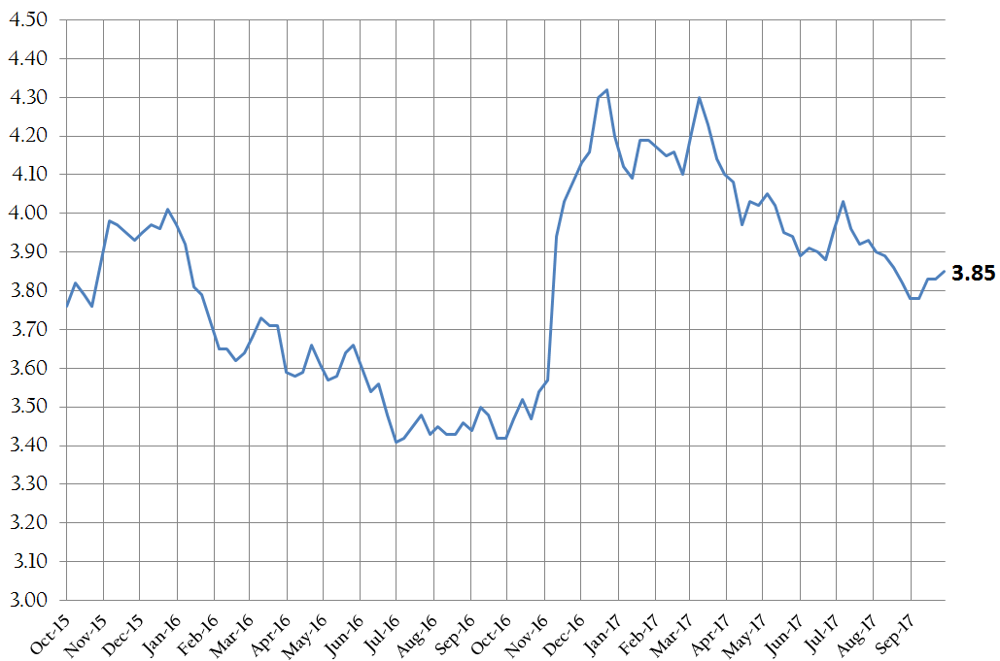 4.50
4.40
4.30
4.20
4.10
4.00
3.90
3.80
3.70
3.60
3.50
3.40
3.30
3.20
3.10
3.00
3.85
Oct-15
Nov-15
Dec-15
Jan-16
Feb-16
Mar-16
Apr-16
May-16
Jun-16
Jul-16
Aug-16
Sep-16
Oct-16
Nov-16
Dec-16
Jan-17
Feb-17
Mar-17
Apr-17
May-17
Jun-17
Jul-17
Aug-17
Sep-17